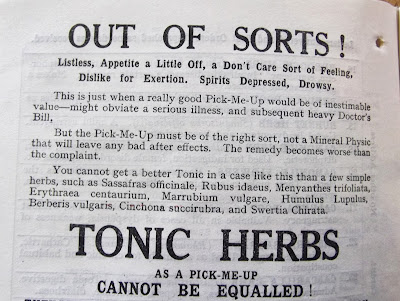 OUT OF SORTS!
Listless, Appetite a Little Off, a Don't Care Sort of Feeling,
Dislike for Exertion. Spirits Depressed, Drowsy.
This is just when a really good Pick-Me-Up would be of inestimable
value—might obviate a serious illness, and subsequent heavy Doctor's
Bill,
But the Pick-Me-Up must be of the right sort, not a Mineral Physic
that will leave any bad after effects. The remedy becomes worse than
the complaint.
You cannot get a better Tonic in a case like this than a few simple
herbs, such as Sassafras officinale, Rubus idaeus, Menyanthes trifoliata,
Erythraea centaurium, Marrubium vulgare, Humulus Lupulus,
Berberis vulgaris, Cinchona succirubra, and Swertia Chirata.
TONIC HERBS
AS A PICK-ME-UP
CANNOT BE EQUALLED!